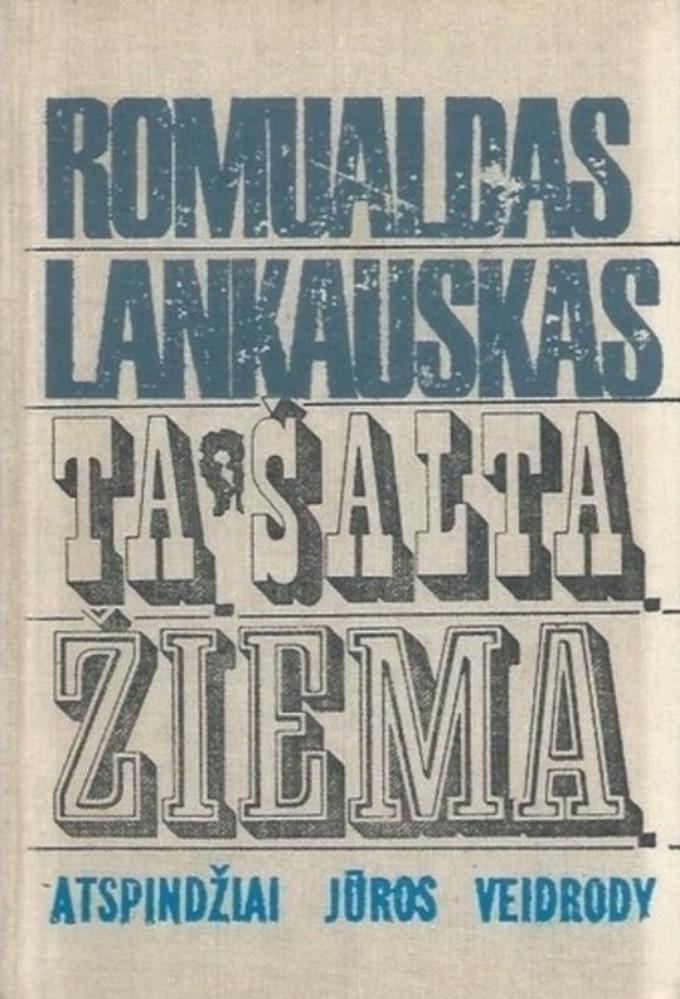 ROMUALDAS
LANKAUSKAS
TA ŠALTA
ŽIEMA
ATSPINDŽIAI JŪROS VEIDRODY